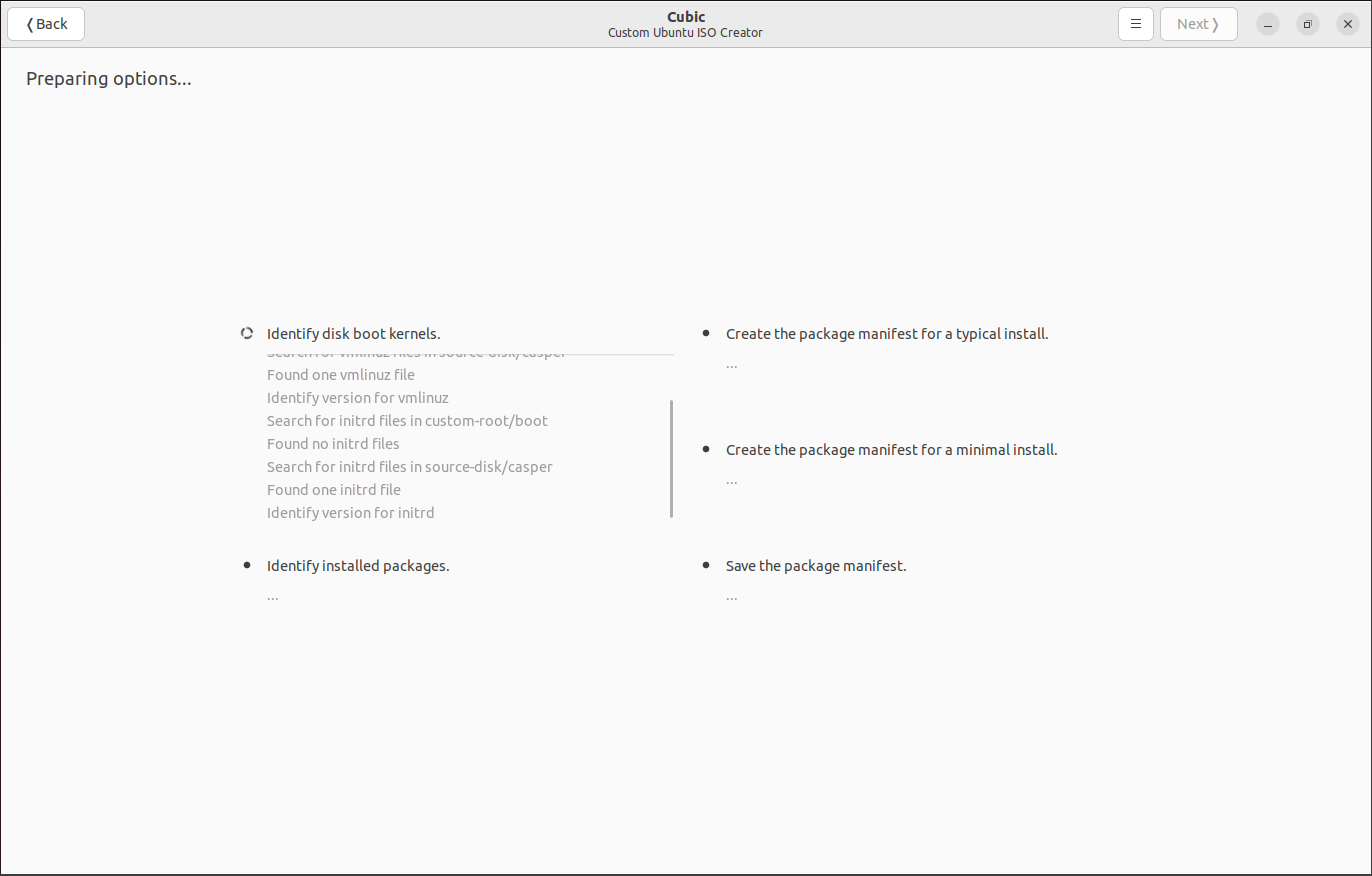 Back
Cubic
Custom Ubuntu ISO Creator
Next
Preparing options...
Identify disk boot kernels.
Search for vmlinuz files in source-disk/casper
Found one vmlinuz file
Identify version for vmlinuz
Search for initrd files in custom-root/boot
Found no initrd files
Search for initrd files in source-disk/casper
Found one initrd file
Identify version for initrd
Identify installed packages.
...
Create the package manifest for a typical install.
...
Create the package manifest for a minimal install.
...
Save the package manifest.
...